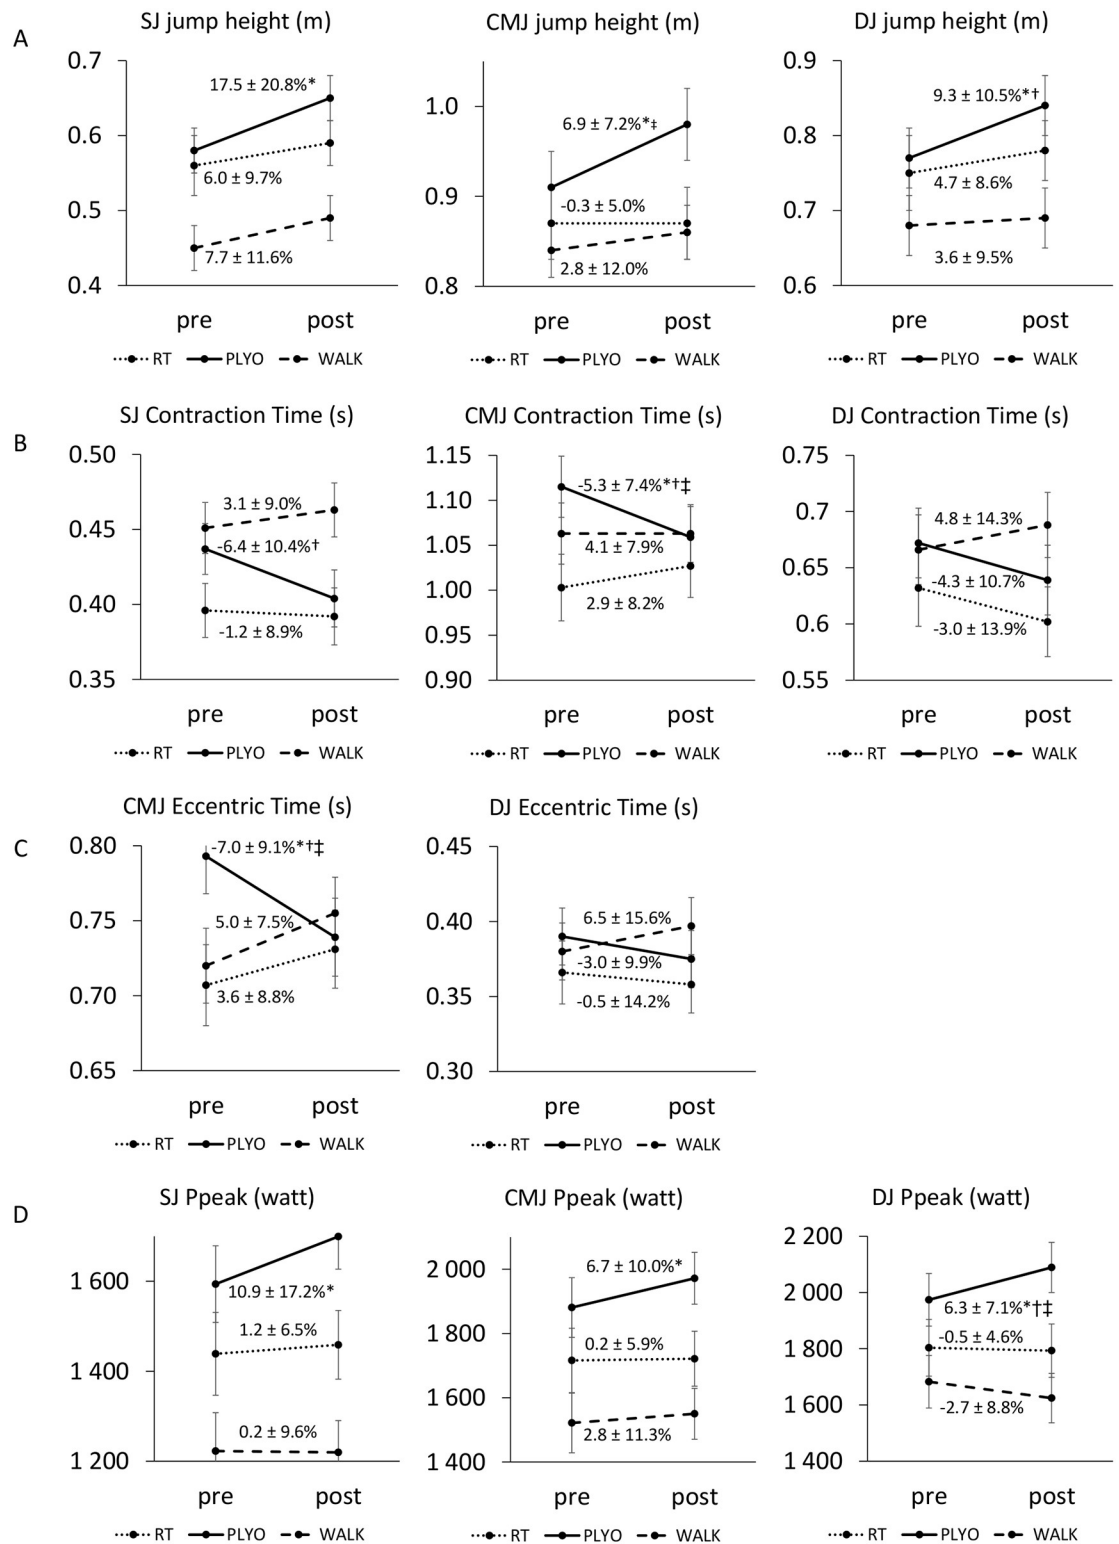 A
SJ jump height (m)
0.7
0.6
0.5
0.4
17.5 ± 20.8%*
6.0 ± 9.7%
7.7 ± 11.6%
pre post
RT PLYO WALK
CMJ jump height (m)
1.0
0.9
0.8
6.9 ± 7.2%*‡
-0.3 ± 5.0%
2.8 ± 12.0%
pre post
RT PLYO WALK
DJ jump height (m)
0.9
0.8
0.7
0.6
9.3 ± 10.5%*†
4.7 ± 8.6%
3.6 ± 9.5%
pre post
RT PLYO WALK
B
SJ Contraction Time (s)
0.50
0.45
0.40
0.35
3.1 ± 9.0%
-6.4 ± 10.4%†
-1.2 ± 8.9%
pre post
RT PLYO WALK
CMJ Contraction Time (s)
1.15
1.10
1.05
1.00
0.95
0.90
-5.3 ± 7.4%*†‡
4.1 ± 7.9%
2.9 ± 8.2%
pre post
RT PLYO WALK
DJ Contraction Time (s)
0.75
0.7
0.65
0.6
0.55
4.8 ± 14.3%
-4.3 ± 10.7%
-3.0 ± 13.9%
pre post
RT PLYO WALK
C
CMJ Eccentric Time (s)
0.80
0.75
0.70
0.65
-7.0 ± 9.1%*†‡
5.0 ± 7.5%
3.6 ± 8.8%
pre post
RT PLYO WALK
DJ Eccentric Time (s)
0.45
0.40
0.35
0.30
6.5 ± 15.6%
-3.0 ± 9.9%
-0.5 ± 14.2%
pre post
RT PLYO WALK
D
SJ Ppeak (watt)
1 600
1 400
1 200
10.9 ± 17.2%*
1.2 ± 6.5%
0.2 ± 9.6%
pre post
RT PLYO WALK
CMJ Ppeak (watt)
2 000
1 800
1 600
1 400
6.7 ± 10.0%*
0.2 ± 5.9%
2.8 ± 11.3%
pre post
RT PLYO WALK
DJ Ppeak (watt)
2 200
2 000
1 800
1 600
1 400
6.3 ± 7.1%*†‡
-0.5 ± 4.6%
-2.7 ± 8.8%
pre post
RT PLYO WALK